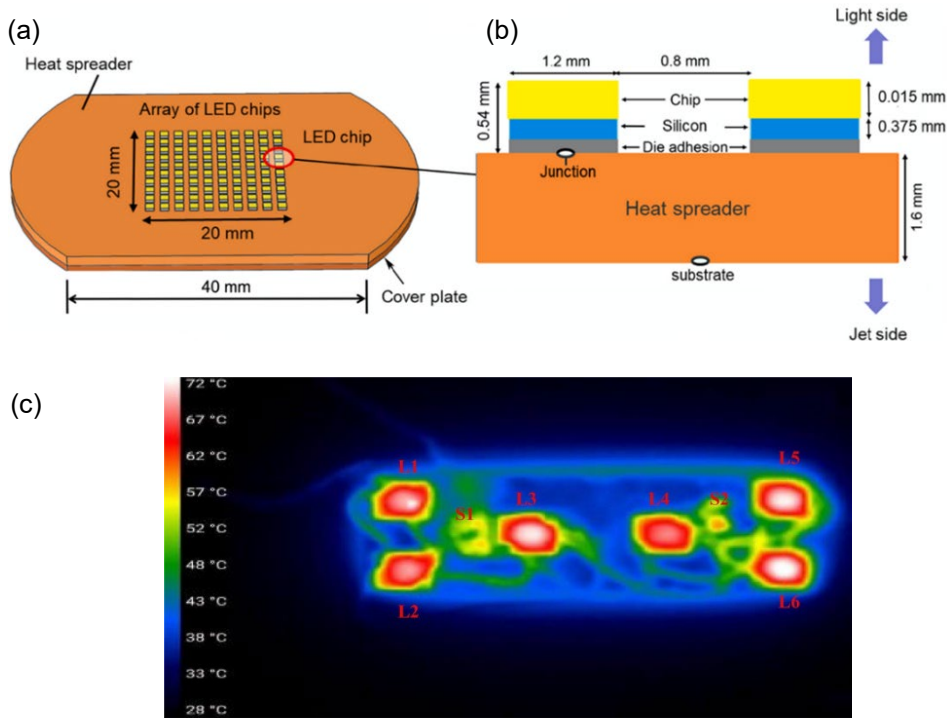 (a)
Heat spreader
Array of LED chips
LED chip
20 mm
20 mm
40 mm
Cover plate
(b)
Light side
1.2 mm
0.8 mm
0.54 mm
Chip
0.015 mm
Silicon
0.375 mm
Die adhesion
Junction
Heat spreader
1.6 mm
substrate
Jet side
(c)
72 °C
67 °C
62 °C
57 °C
52 °C
48 °C
43 °C
38 °C
33 °C
28 °C
L1
L5
S1
L3
L4
S2
L2
L6